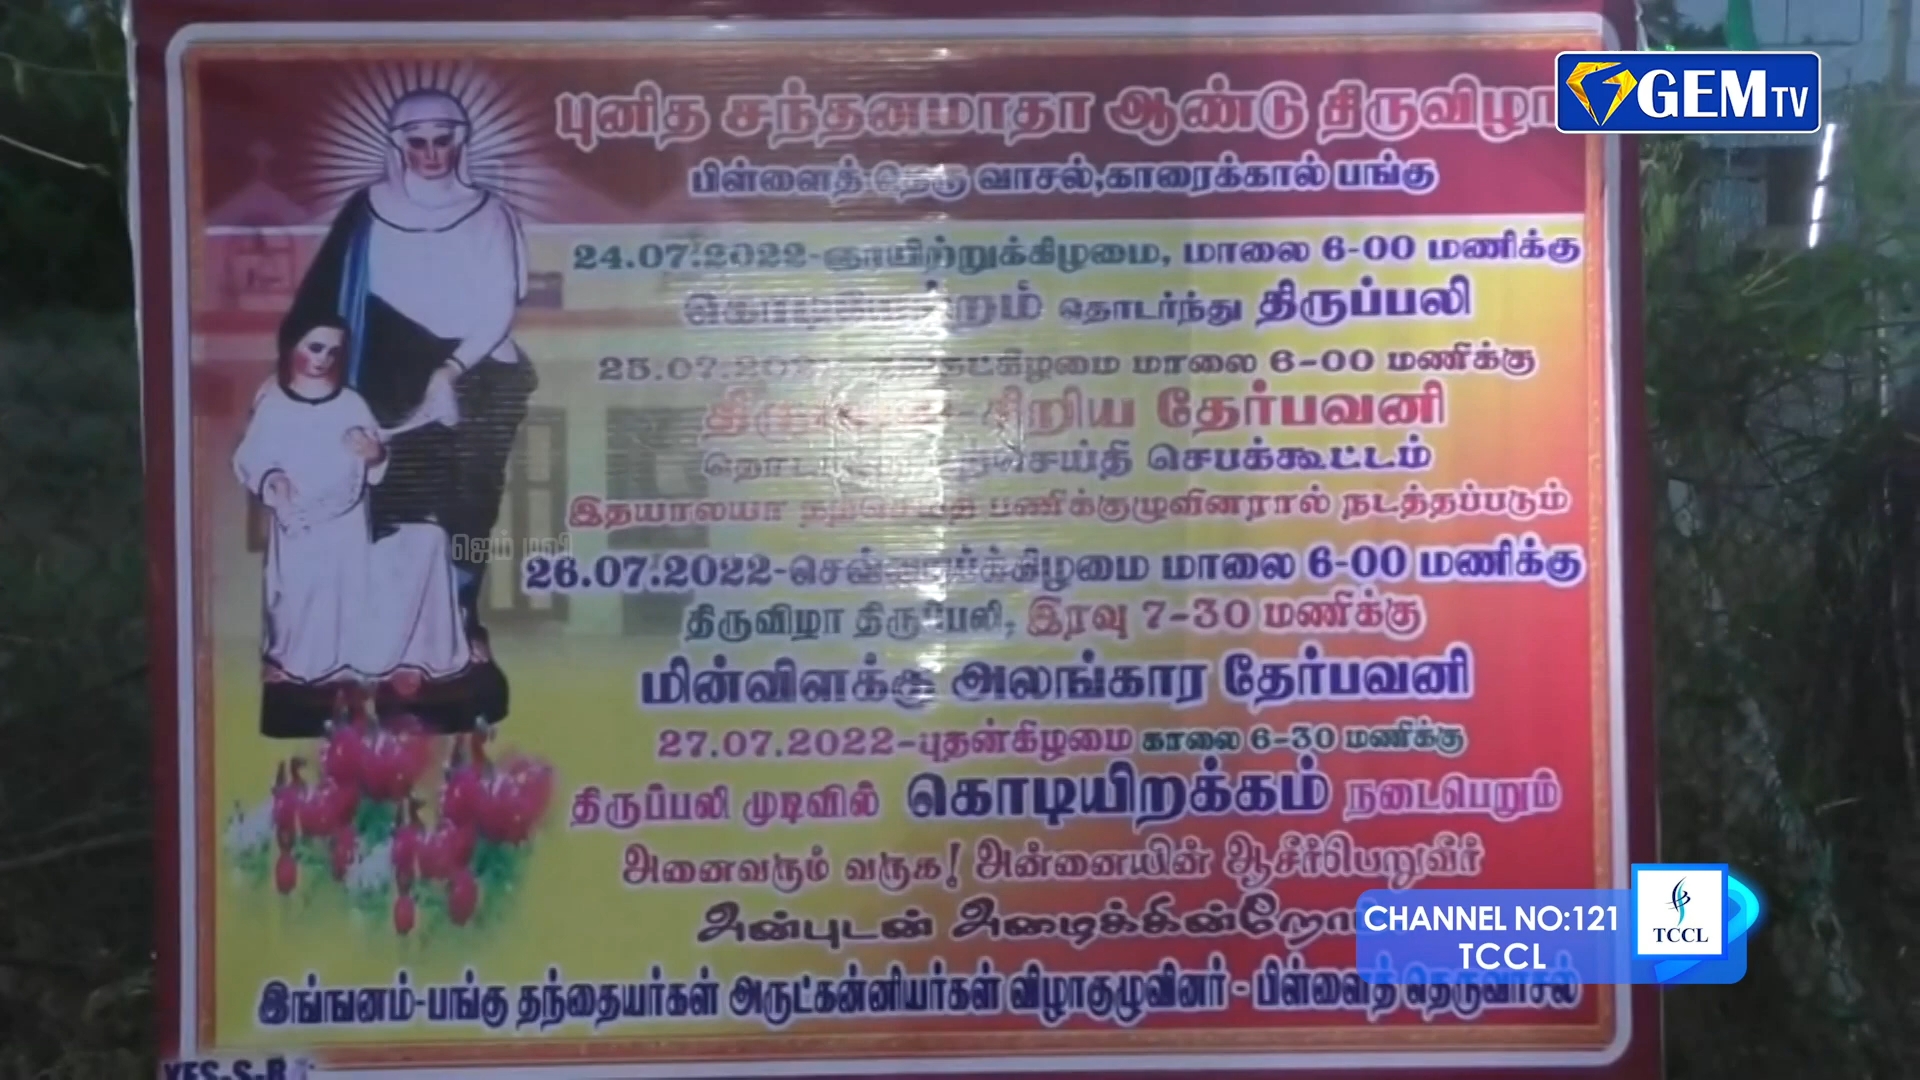 புனித சந்தனமாதா ஆண்டு திருவிழா
GEM TV
பிள்ளைத் தெரு வாசல்,காரைக்கால் பங்கு
24.07.2022-ஞாயிற்றுக்கிழமை, மாலை 6-00 மணிக்கு
கொடியேற்றம் தொடர்ந்து திருப்பலி
மாலை 6-00 மணிக்கு
சிறிய தேர்பவனி
செபக்கூட்டம்
இதயாலயா நற்செய்தி பணிக்குழுவினரால் நடத்தப்படும்
ஜெம் டிவி
26.07.2022-செவ்வாய்க்கிழமை மாலை 6-00 மணிக்கு
திருவிழா திருப்பலி, இரவு 7-30 மணிக்கு
மின்விளக்கு அலங்கார தேர்பவனி
27.07.2022-புதன்கிழமை காலை 6-30 மணிக்கு
திருப்பலி முடிவில் கொடியிறக்கம் நடைபெறும்
அனைவரும் வருக! அன்னையின் ஆசீர்பெறுவீர்
அன்புடன்
CHANNEL NO:121
TCCL
TCCL
இங்ஙனம்-பங்கு தந்தையர்கள் அருட்கன்னியர்கள் விழாகுழுவினர் - பிள்ளைத் தெருவாசல்